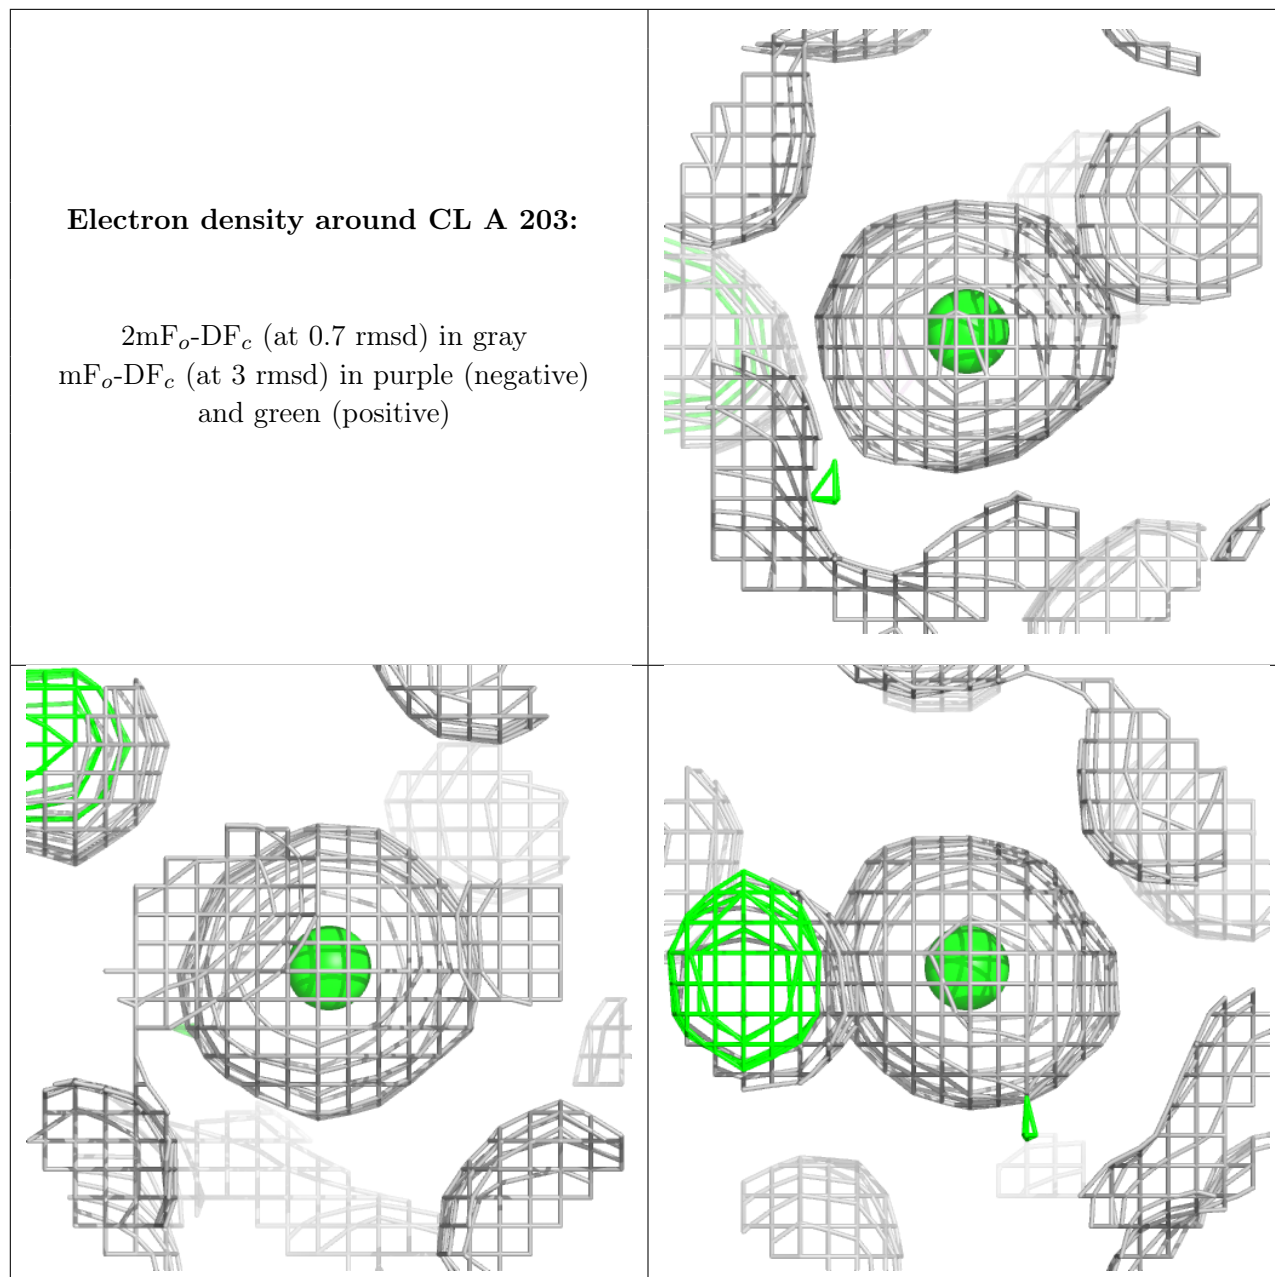 Electron density around CL A 203:
2mFo-DFc (at 0.7 rmsd) in gray
mFo-DFc (at 3 rmsd) in purple (negative)
and green (positive)